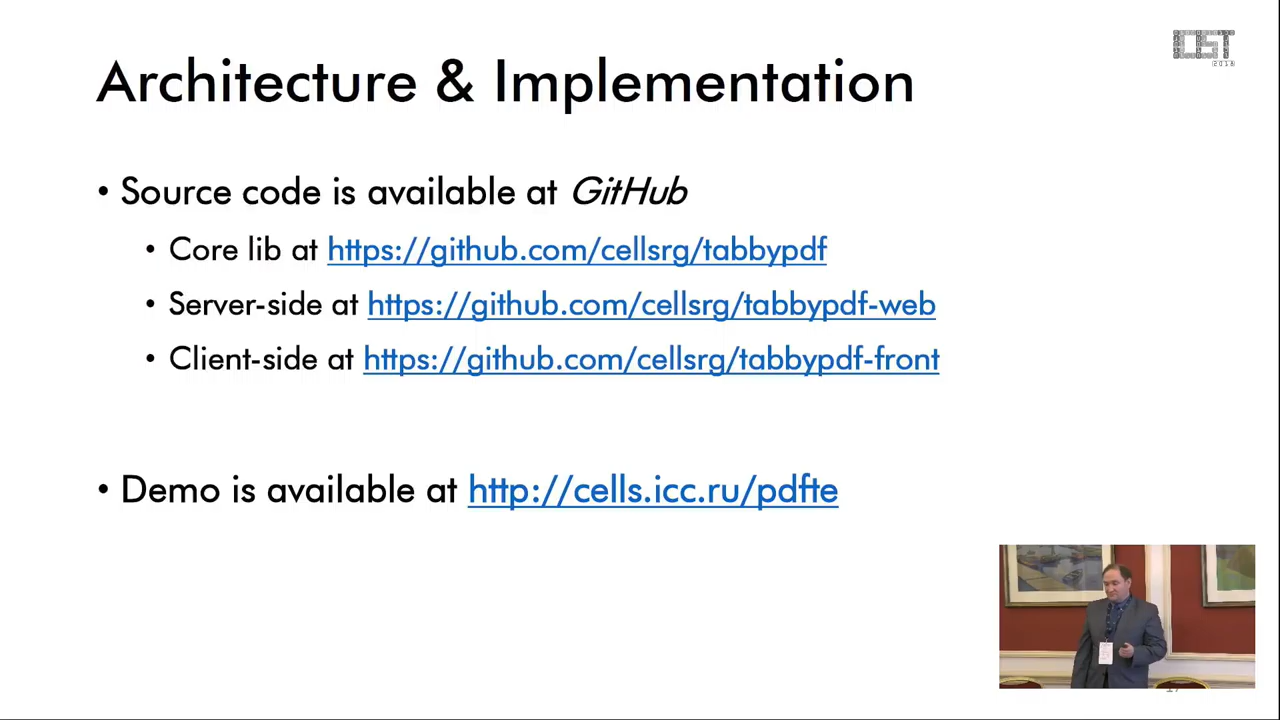 Architecture & Implementation
• Source code is available at GitHub
• Core lib at https://github.com/cellsrg/tabbypdf
• Server-side at https://github.com/cellsrg/tabbypdf-web
• Client-side at https://github.com/cellsrg/tabbypdf-front
• Demo is available at http://cells.icc.ru/pdfte